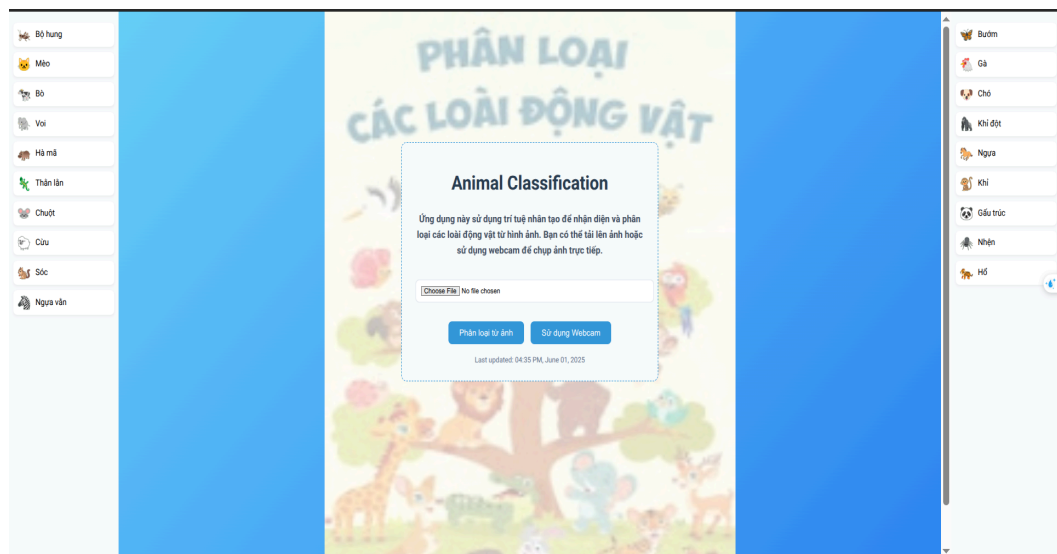 Bộ hung
Mèo
Bò
Voi
Hà mã
Thằn lằn
Chuột
Cừu
Sóc
Ngựa vằn
PHÂN LOẠI
CÁC LOÀI ĐỘNG VẬT
Animal Classification
Ứng dụng này sử dụng trí tuệ nhân tạo để nhận diện và phân
loại các loài động vật từ hình ảnh. Bạn có thể tải lên ảnh hoặc
sử dụng webcam để chụp ảnh trực tiếp.
Choose File No file chosen
Phân loại từ ảnh Sử dụng Webcam
Last updated: 04:35 PM, June 01, 2025
Bướm
Gà
Chó
Khỉ đột
Ngựa
Khỉ
Gấu trúc
Nhện
Hổ